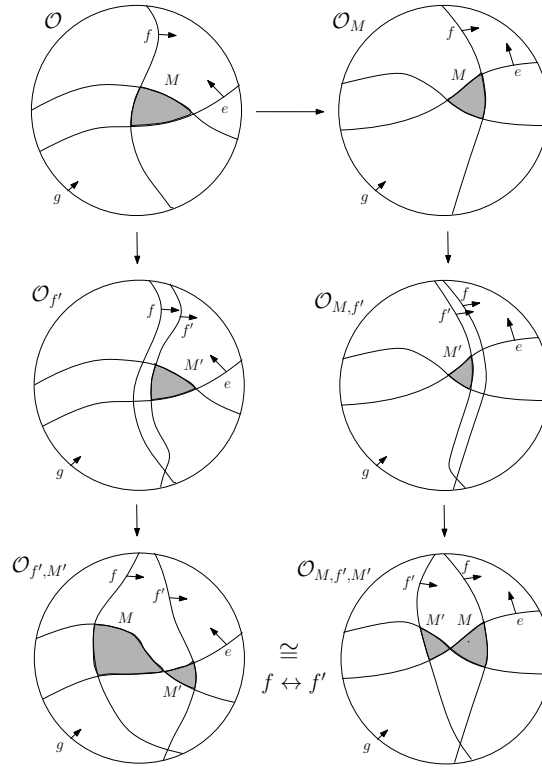 𝒪
f
M
e
g
𝒪_M
f
M
e
g
𝒪_{f'}
f
f'
M'
e
g
𝒪_{M,f'}
f
f'
M'
e
g
𝒪_{f',M'}
f
f'
M
e
M'
g
≅
f ↔ f'
𝒪_{M,f',M'}
f'
f
M' M
e
g